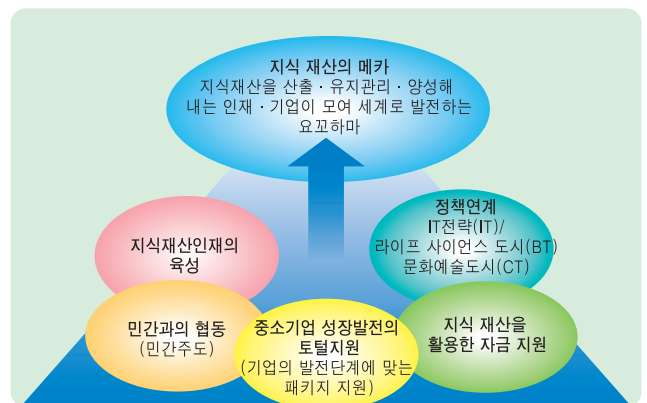 지식 재산의 메카
지식재산을 산출·유지관리·양성해
내는 인재·기업이 모여 세계로 발전하는
요꼬하마
정책연계
IT전략(IT)/
라이프 사이언스 도시(BT)
문화예술도시(CT)
지식재산인재의
육성
민간과의 협동
(민간주도)
중소기업 성장발전의
토털지원
(기업의 발전단계에 맞는
패키지 지원)
지식 재산을
활용한 자금 지원